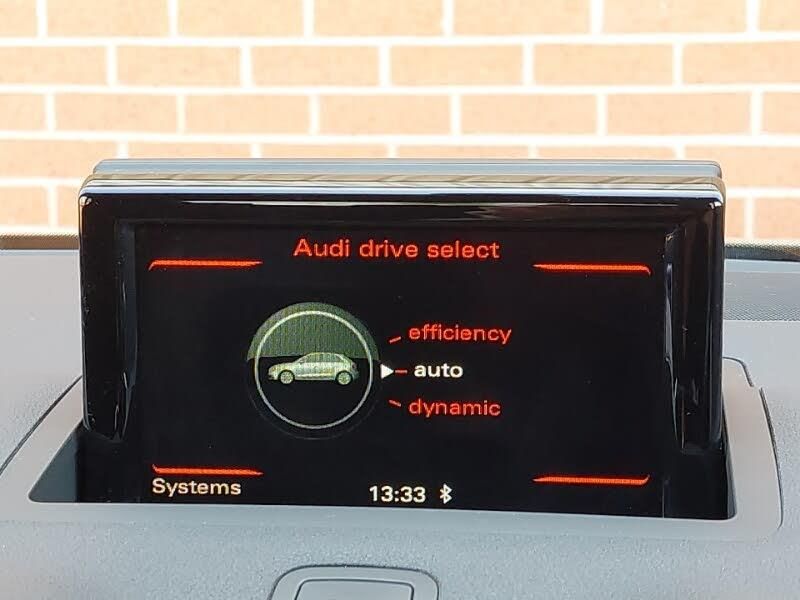 Audi drive select
efficiency
auto
dynamic
Systems
13:33